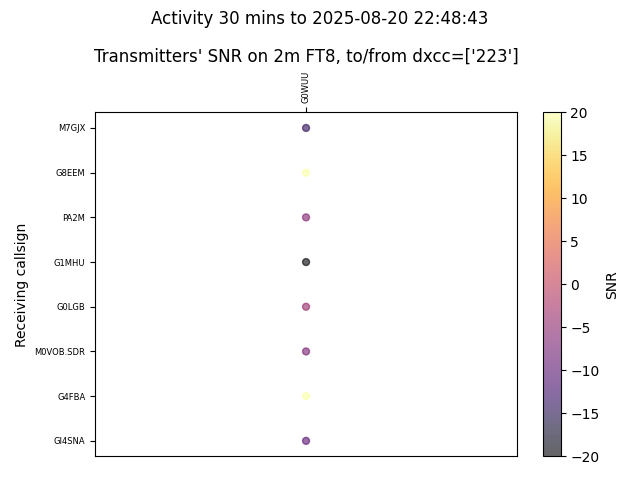 Activity 30 mins to 2025-08-20 22:48:43
Transmitters' SNR on 2m FT8, to/from dxcc=['223']
G0WUU
M7GJX
G8EEM
PA2M
G1MHU
G0LGB
M0VOB.SDR
G4FBA
GI4SNA
Receiving callsign
20
15
10
5
0
−5
−10
−15
−20
SNR